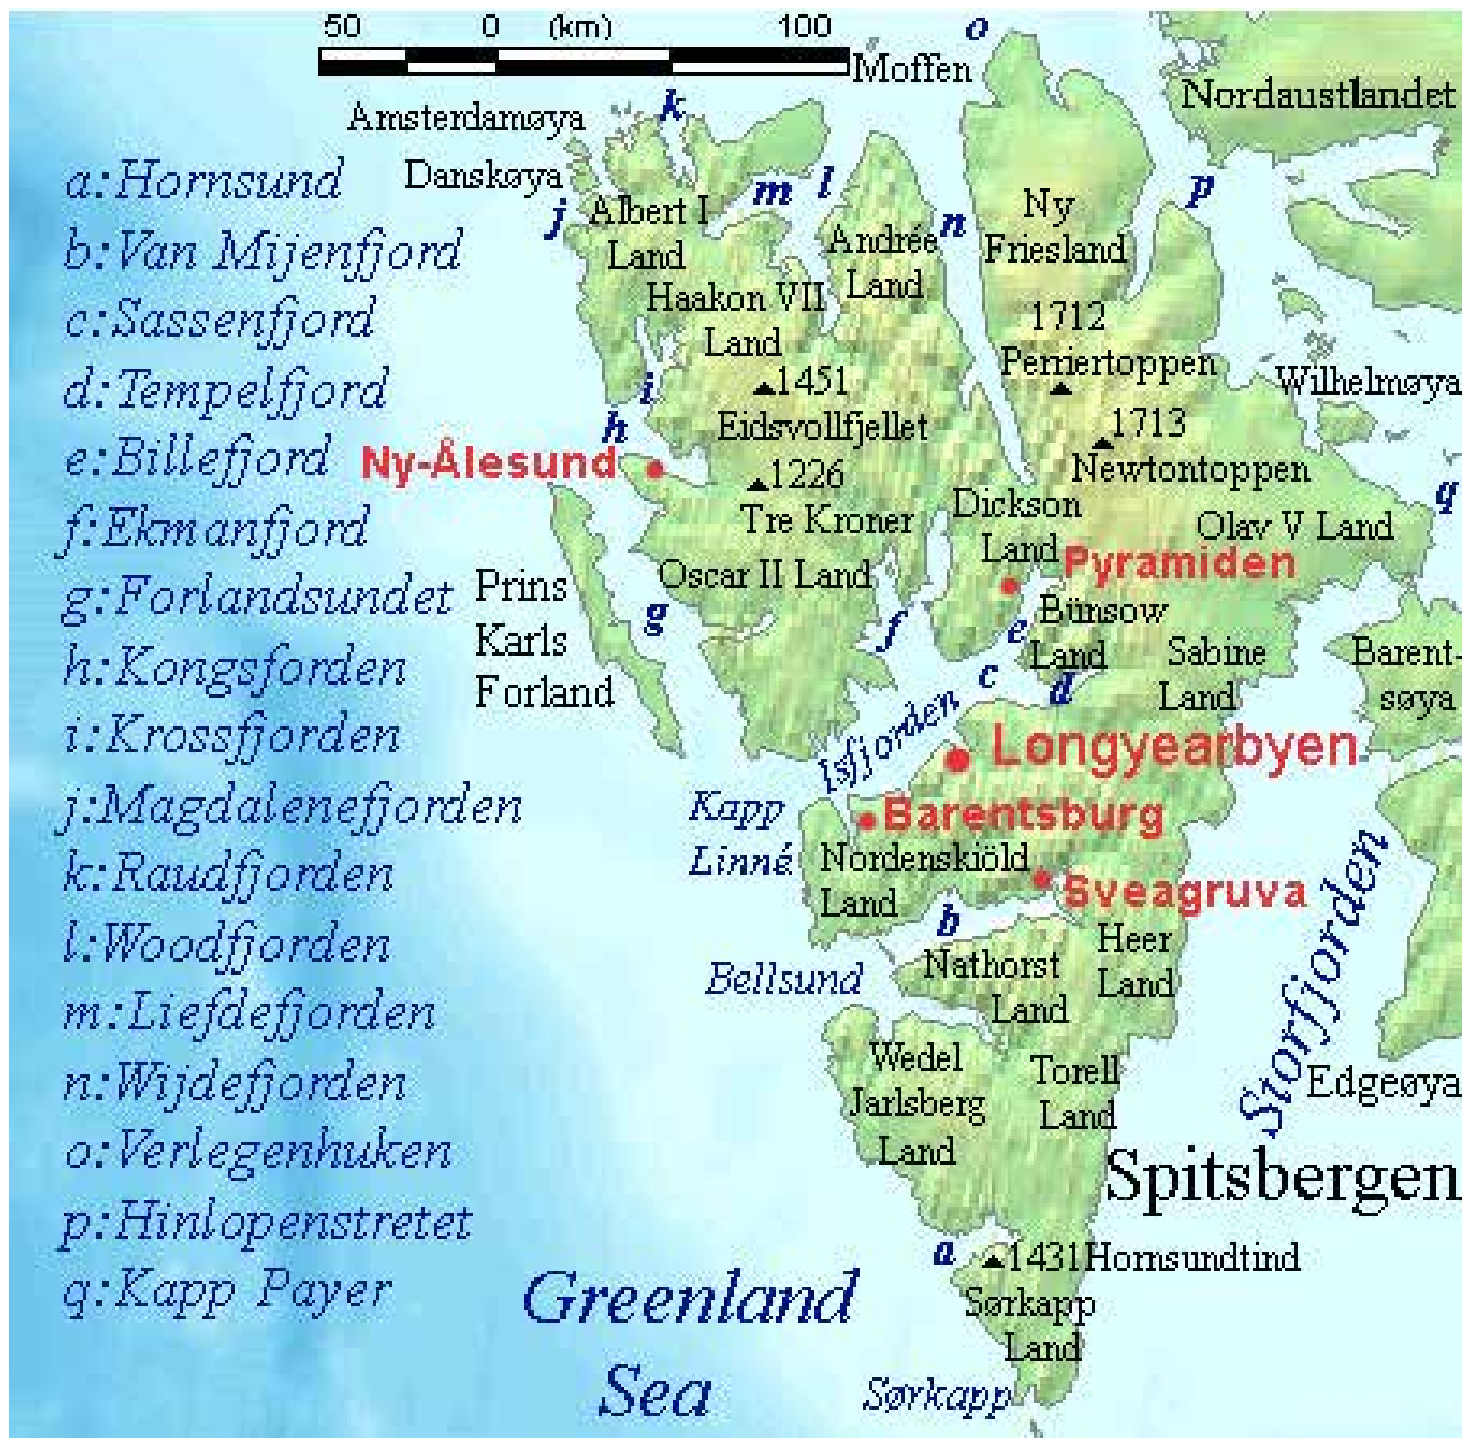 50 0 (km) 100
o
Moffen
Nordaustlandet
Amsterdamøya
k
Danskøya
a:Hornsund
b:Van Mijenfjord
c:Sassenfjord
d:Tempelfjord
e:Billefjord
f:Ekmanfjord
g:Forlandsundet
h:Kongsforden
i:Krossfjorden
j:Magdalenefjorden
k:Raudfjorden
l:Woodfjorden
m:Liefdefjorden
n:Wijdefjorden
o:Verlegenhuken
p:Hinlopenstretet
q:Kapp Payer
j
Albert I
Land
m
l
Andrée
Land
n
Ny
Friesland
p
Haakon VII
Land
1712
Perriertoppen
Wilhelmøya
i
1451
Eidsvollfjellet
h
Ny-Ålesund
1713
Newtontoppen
1226
Tre Kroner
Dickson
Land
q
Olav V Land
Pyramiden
Prins
Karls
Forland
g
Oscar II Land
f
e
Bünsow
Land
Sabine
Land
Barent-
søya
c
d
Isfjorden
Longyearbyen
Kapp
Linné
Barentsburg
Nordenskiöld
Land
Sveagruva
b
Heer
Land
Bellsund
Nathorst
Land
Storfjorden
Wedel
Jarlsberg
Land
Torell
Land
Edgeøya
Spitsbergen
a
1431 Hornsundtind
Sørkapp
Land
Greenland
Sea
Sørkapp